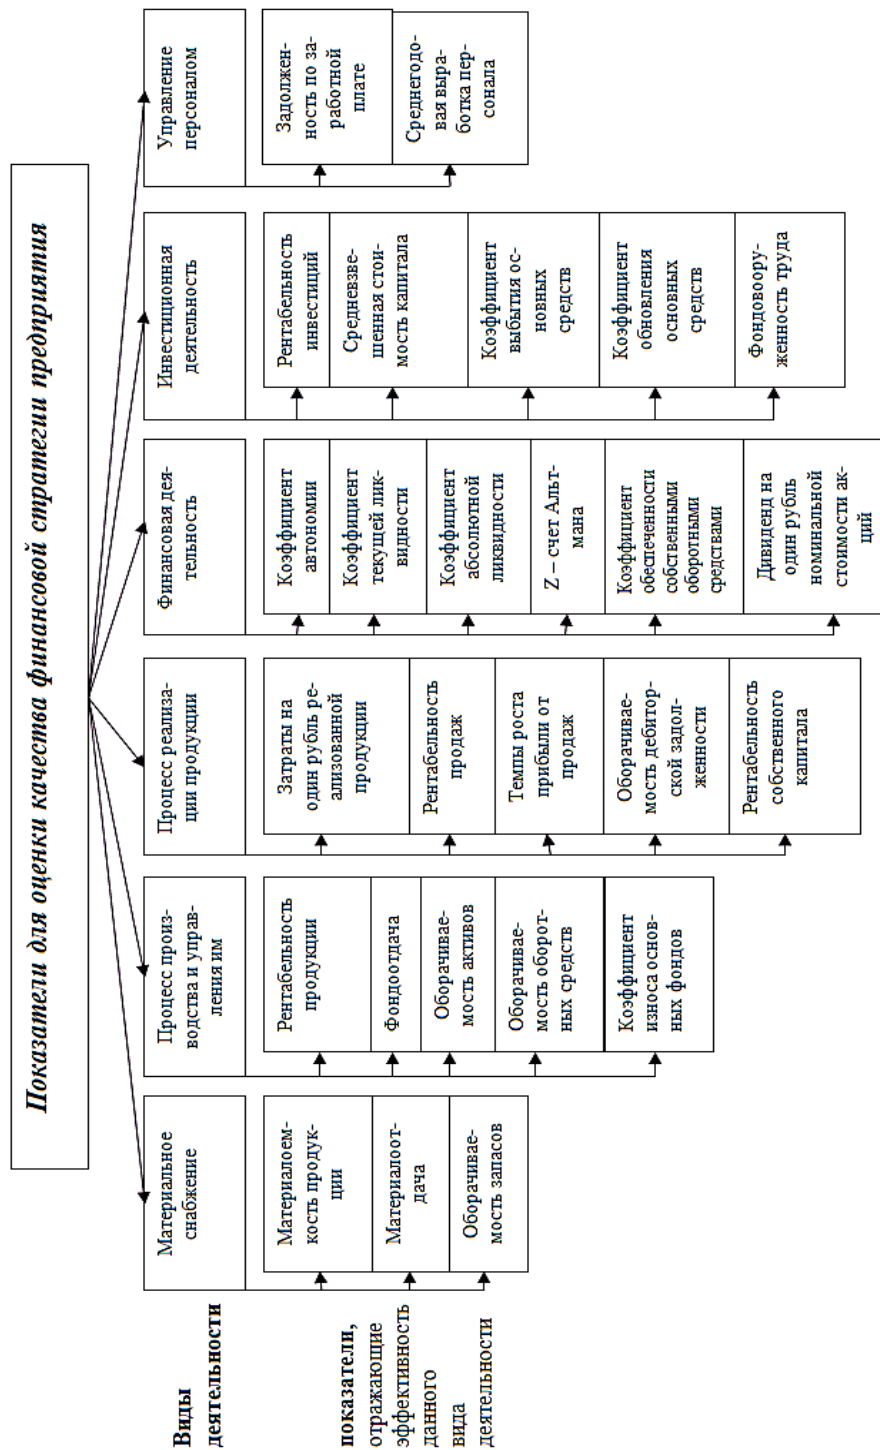 Показатели для оценки качества финансовой стратегии предприятия
Виды
деятельности
Материальное
снабжение
Процесс произ-
водства и управ-
ления им
Процесс реализа-
ции продукции
Финансовая дея-
тельность
Инвестиционная
деятельность
Управление
персоналом
показатели,
отражающие
эффективность
данного
вида
деятельности
Материалоем-
кость продук-
ции
Материалоот-
дача
Оборачивае-
мость запасов
Рентабельность
продукции
Фондоотдача
Оборачивае-
мость активов
Оборачивае-
мость оборот-
ных средств
Коэффициент
износа основ-
ных фондов
Затраты на
один рубль ре-
ализованной
продукции
Рентабельность
продаж
Темпы роста
прибыли от
продаж
Оборачивае-
мость дебитор-
ской задол-
женности
Рентабельность
собственного
капитала
Коэффициент
автономии
Коэффициент
текущей лик-
видности
Коэффициент
абсолютной
ликвидности
Z – счет Альт-
мана
Коэффициент
обеспеченности
собственными
оборотными
средствами
Дивиденд на
один рубль
номинальной
стоимости ак-
ций
Рентабельность
инвестиций
Средневзве-
шенная стои-
мость капитала
Коэффициент
выбытия ос-
новных
средств
Коэффициент
обновления
основных
средств
Фондовоору-
женность труда
Задолжен-
ность по за-
работной
плате
Среднегодо-
вая выра-
ботка пер-
сонала